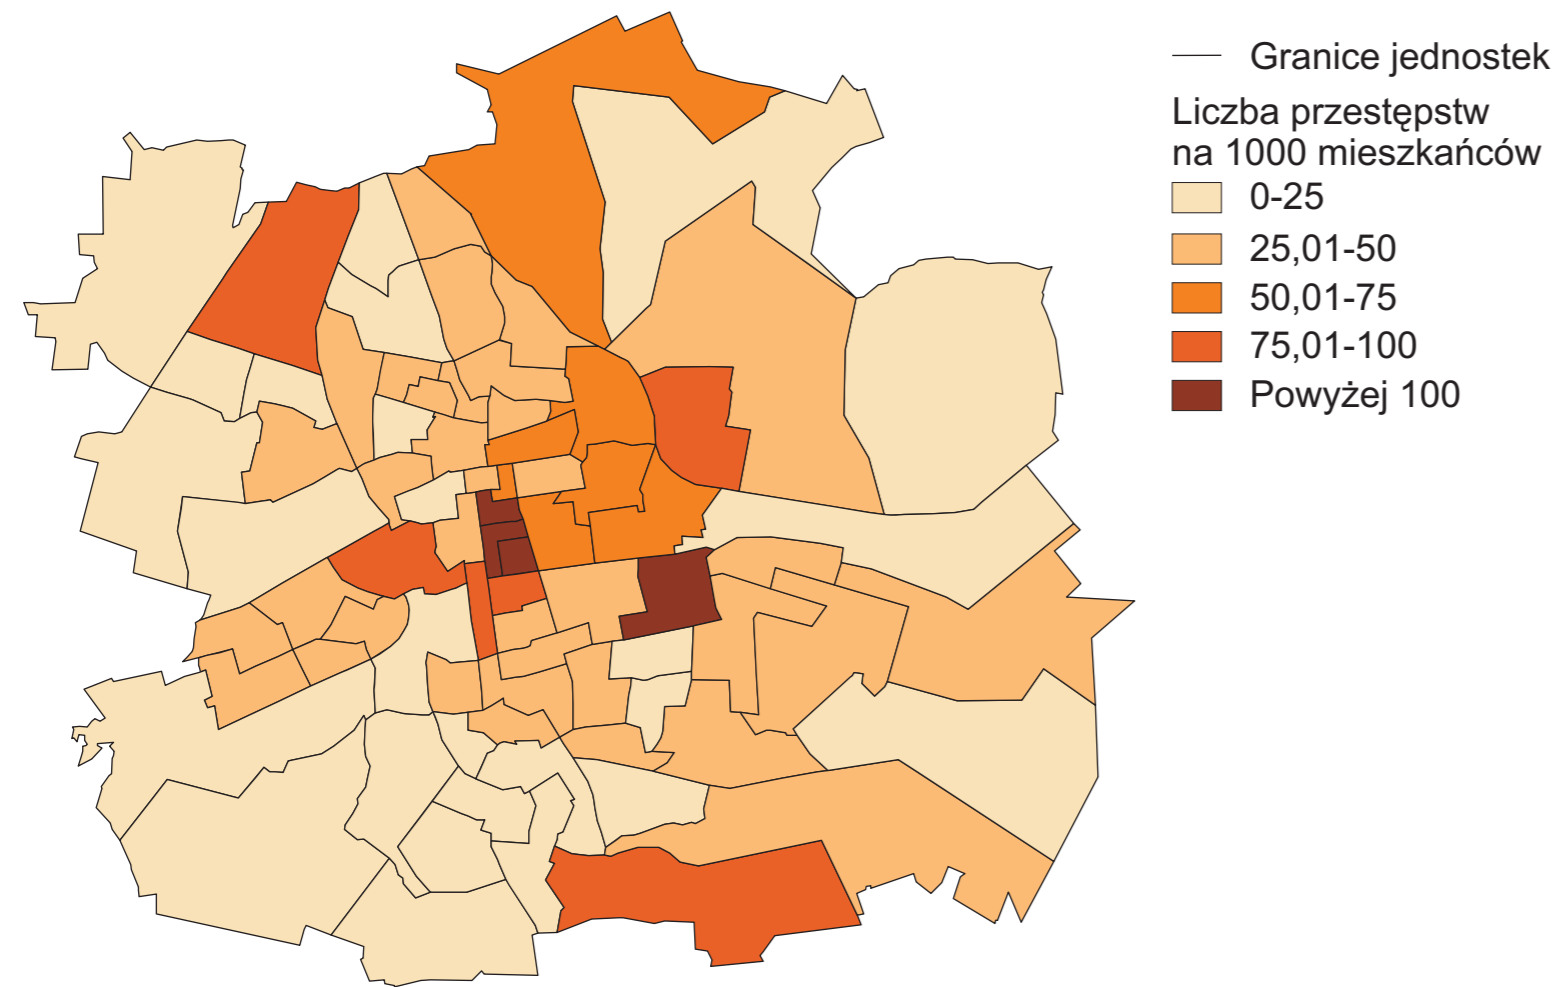 Granice jednostek
Liczba przestępstw
na 1000 mieszkańców
0-25
25,01-50
50,01-75
75,01-100
Powyżej 100